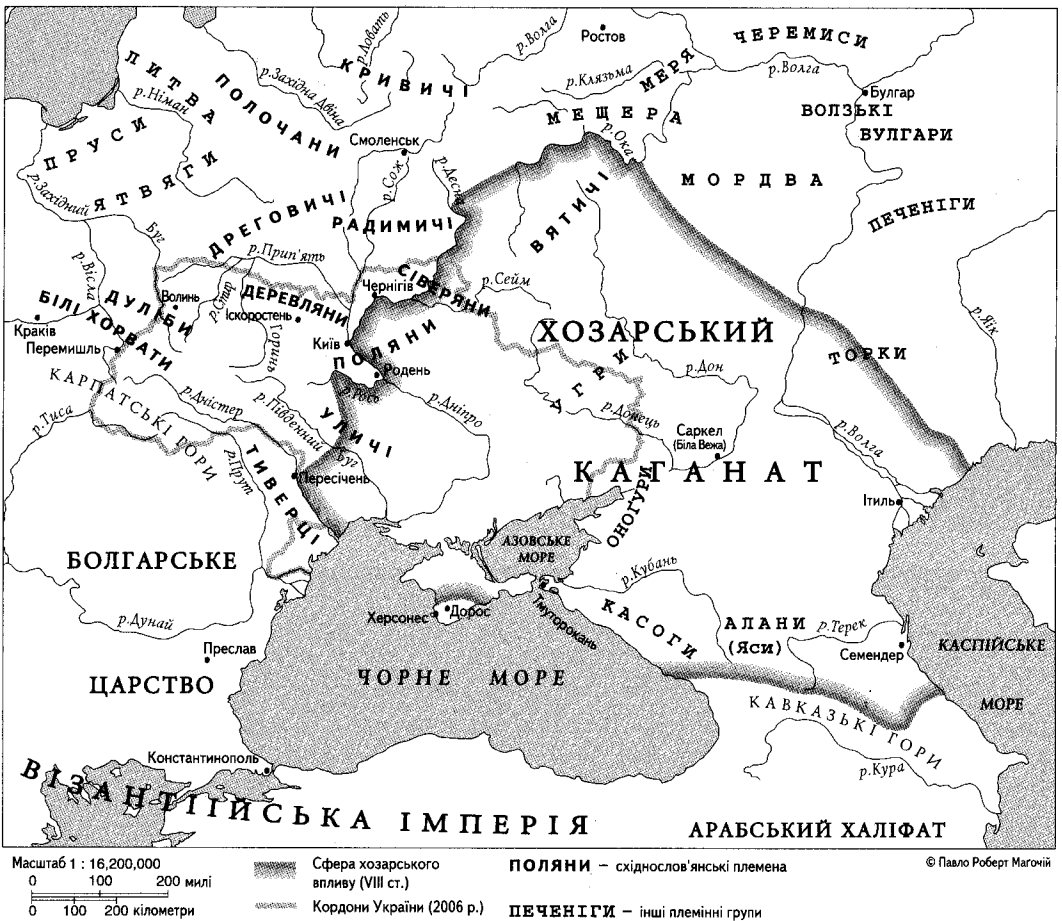 р.Ловать
р.Волга
Ростов
ЧЕРЕМИСИ
ЛИТВА
ПОЛОЧАНИ
р.Західна Двіна
КРИВИЧІ
р.Клязьма
МЕРЯ
р.Волга
Булгар
р.Німан
ВОЛЗЬКІ
ВУЛГАРИ
ПРУСИ
МЕЩЕРА
р.Ока
Смоленськ
р.Сож
р.Десна
ЯТВЯГИ
МОРДВА
р.Західний
Буг
ДРЕГОВИЧІ
РАДИМИЧІ
ВЯТИЧІ
ПЕЧЕНІГИ
р.Прип'ять
р.Вісла
СІВЕРЯНИ
р.Сейм
Чернігів
Волинь
р.Стир
ДЕРЕВЛЯНИ
Іскоростень
БІЛІ ХОРВАТИ
ДУЛІБИ
Горинь
р.Яїк
Краків
Перемишль
Київ
ПОЛЯНИ
ХОЗАРСЬКИЙ
ТОРКИ
Родень
р.Рось
УГРИ
р.Дон
КАРПАТСЬКІ ГОРИ
р.Дністер
р.Південний
Буг
р.Дніпро
р.Донець
р.Тиса
УЛИЧІ
Саркел
(Біла Вежа)
р.Волга
р.Прут
ТИВЕРЦІ
Пересічень
КАГАНАТ
Ітиль
ОНОГУРИ
БОЛГАРСЬКЕ
АЗОВСЬКЕ
МОРЕ
р.Кубань
р.Дунай
Херсонес
Дорос
Тмуторокань
КАСОГИ
АЛАНИ
(Яси)
р.Терек
Семендер
КАСПІЙСЬКЕ
МОРЕ
Преслав
ЦАРСТВО
ЧОРНЕ МОРЕ
КАВКАЗЬКІ ГОРИ
Константинополь
р.Кура
ВІЗАНТІЙСЬКА ІМПЕРІЯ
АРАБСЬКИЙ ХАЛІФАТ
Масштаб 1 : 16,200,000
0 100 200 милі
0 100 200 кілометри
Сфера хозарського
впливу (VIII ст.)
Кордони України (2006 р.)
ПОЛЯНИ – східнослов'янські племена
ПЕЧЕНІГИ – інші племінні групи
© Павло Роберт Маґочій